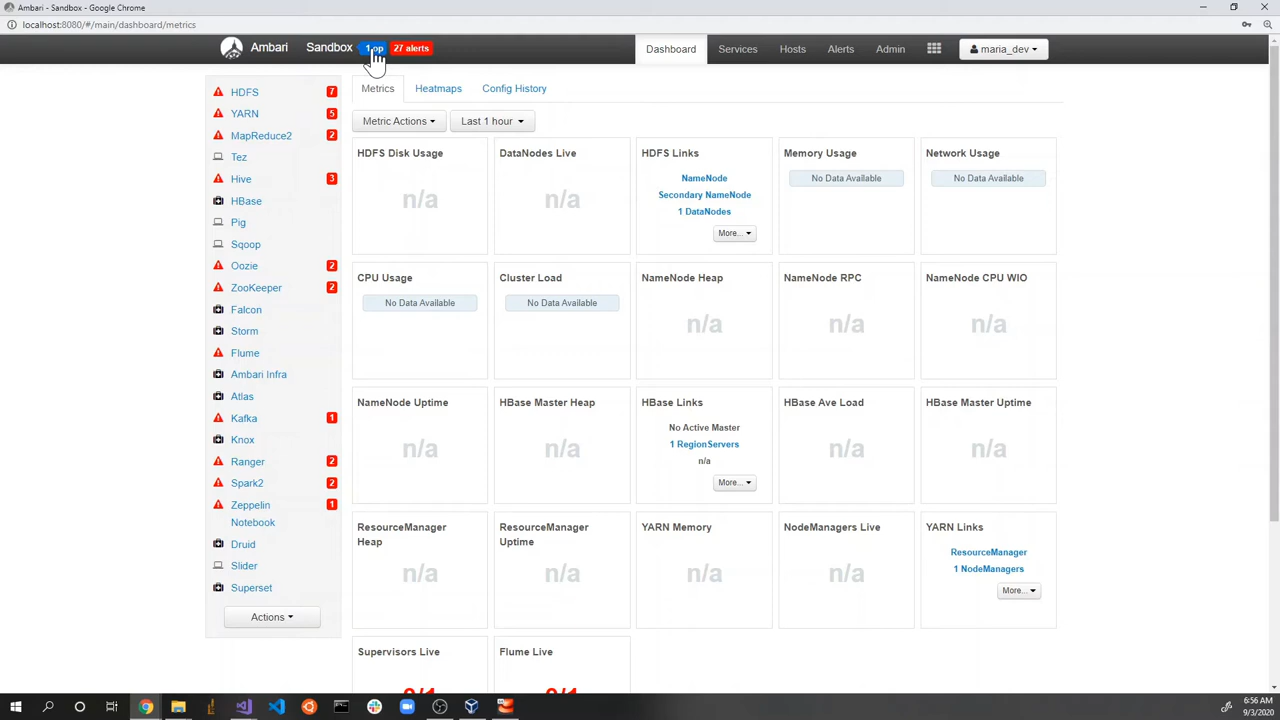 Ambari - Sandbox - Google Chrome
localhost:8080/#/main/dashboard/metrics
Ambari Sandbox 1 op 27 alerts Dashboard Services Hosts Alerts Admin maria_dev
HDFS 7
YARN 5
MapReduce2 2
Tez
Hive 3
HBase
Pig
Sqoop
Oozie 2
ZooKeeper 2
Falcon
Storm
Flume
Ambari Infra
Atlas
Kafka 1
Knox
Ranger 2
Spark2 2
Zeppelin 1
Notebook
Druid
Slider
Superset
Actions
Metrics Heatmaps Config History
Metric Actions Last 1 hour
HDFS Disk Usage
n/a
DataNodes Live
n/a
HDFS Links
NameNode
Secondary NameNode
1 DataNodes
More...
Memory Usage
No Data Available
Network Usage
No Data Available
CPU Usage
No Data Available
Cluster Load
No Data Available
NameNode Heap
n/a
NameNode RPC
n/a
NameNode CPU WIO
n/a
NameNode Uptime
n/a
HBase Master Heap
n/a
HBase Links
No Active Master
1 RegionServers
n/a
More...
HBase Ave Load
n/a
HBase Master Uptime
n/a
ResourceManager
Heap
n/a
ResourceManager
Uptime
n/a
YARN Memory
n/a
NodeManagers Live
n/a
YARN Links
ResourceManager
1 NodeManagers
More...
Supervisors Live
0/1
Flume Live
0/1
6:56 AM
9/3/2020